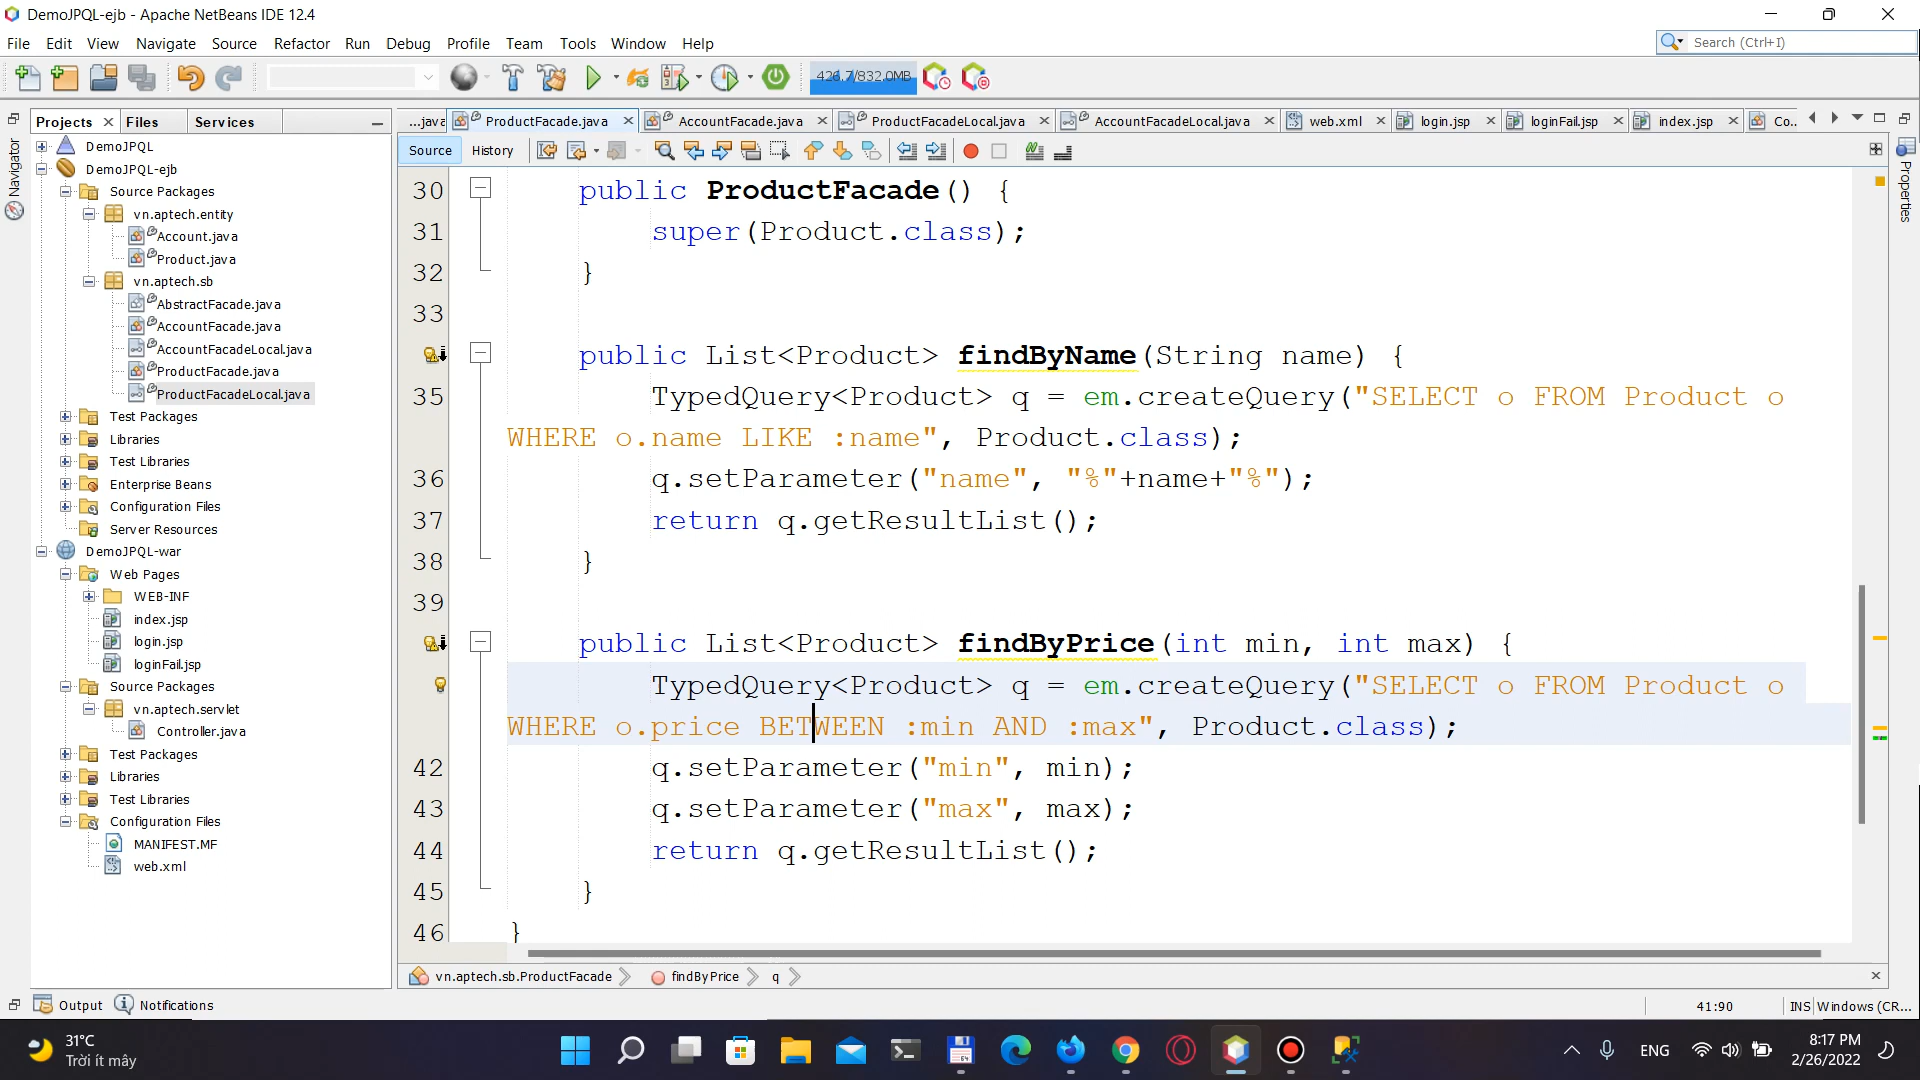 DemoJPQL-ejb - Apache NetBeans IDE 12.4
File Edit View Navigate Source Refactor Run Debug Profile Team Tools Window Help
Search (Ctrl+I)
426,7/832,0MB
Projects Files Services
...java ProductFacade.java AccountFacade.java ProductFacadeLocal.java AccountFacadeLocal.java web.xml login.jsp loginFail.jsp index.jsp Co...
Source History
Navigator
Properties
DemoJPQL
DemoJPQL-ejb
Source Packages
vn.aptech.entity
Account.java
Product.java
vn.aptech.sb
AbstractFacade.java
AccountFacade.java
AccountFacadeLocal.java
ProductFacade.java
ProductFacadeLocal.java
Test Packages
Libraries
Test Libraries
Enterprise Beans
Configuration Files
Server Resources
DemoJPQL-war
Web Pages
WEB-INF
index.jsp
login.jsp
loginFail.jsp
Source Packages
vn.aptech.servlet
Controller.java
Test Packages
Libraries
Test Libraries
Configuration Files
MANIFEST.MF
web.xml
30 public ProductFacade() {
31 super(Product.class);
32 }
33
public List<Product> findByName(String name) {
35 TypedQuery<Product> q = em.createQuery("SELECT o FROM Product o
WHERE o.name LIKE :name", Product.class);
36 q.setParameter("name", "%"+name+"%");
37 return q.getResultList();
38 }
39
public List<Product> findByPrice(int min, int max) {
TypedQuery<Product> q = em.createQuery("SELECT o FROM Product o
WHERE o.price BETWEEN :min AND :max", Product.class);
42 q.setParameter("min", min);
43 q.setParameter("max", max);
44 return q.getResultList();
45 }
46 }
vn.aptech.sb.ProductFacade findByPrice q
Output Notifications
41:90 INS Windows (CR...
31°C
Trời ít mây
ENG
8:17 PM
2/26/2022